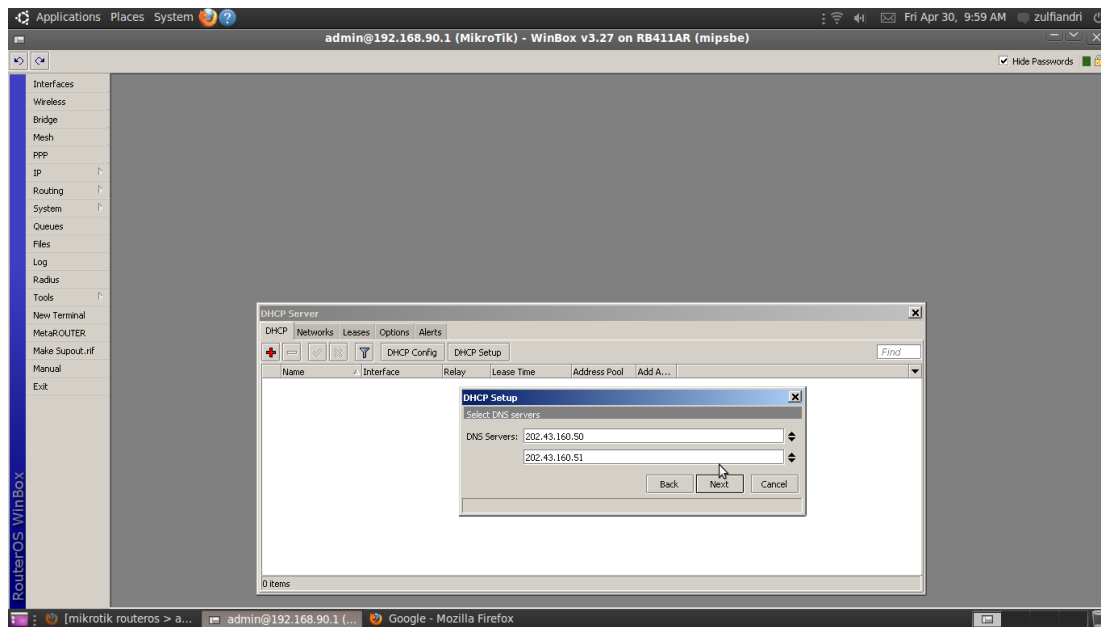 Applications Places System Fri Apr 30, 9:59 AM zulfiandri
admin@192.168.90.1 (MikroTik) - WinBox v3.27 on RB411AR (mipsbe)
Hide Passwords
Interfaces
Wireless
Bridge
Mesh
PPP
IP
Routing
System
Queues
Files
Log
Radius
Tools
New Terminal
MetaROUTER
Make Supout.rif
Manual
Exit
RouterOS WinBox
DHCP Server
DHCP Networks Leases Options Alerts
DHCP Config DHCP Setup Find
Name Interface Relay Lease Time Address Pool Add A...
DHCP Setup
Select DNS servers
DNS Servers: 202.43.160.50
202.43.160.51
Back Next Cancel
0 items
[mikrotik routeros > a... admin@192.168.90.1 (... Google - Mozilla Firefox